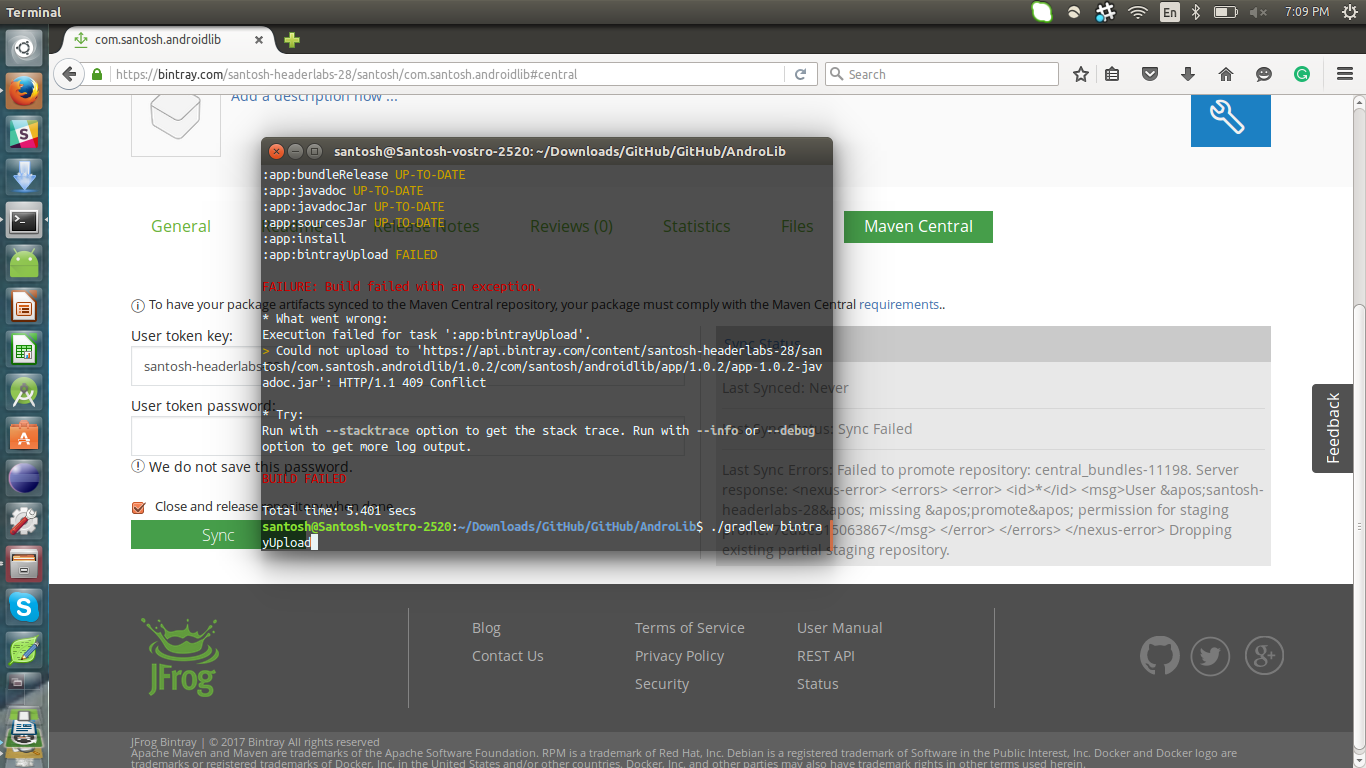 Terminal
En
7:09 PM
com.santosh.androidlib
https://bintray.com/santosh-headerlabs-28/santosh/com.santosh.androidlib#central
Search
Add a description now ...
santosh@Santosh-vostro-2520: ~/Downloads/GitHub/GitHub/AndroLib
:app:bundleRelease UP-TO-DATE
:app:javadoc UP-TO-DATE
:app:javadocJar UP-TO-DATE
:app:sourcesJar UP-TO-DATE
:app:install
:app:bintrayUpload FAILED
FAILURE: Build failed with an exception.
* What went wrong:
Execution failed for task ':app:bintrayUpload'.
> Could not upload to 'https://api.bintray.com/content/santosh-headerlabs-28/san
tosh/com.santosh.androidlib/1.0.2/com/santosh/androidlib/app/1.0.2/app-1.0.2-jav
adoc.jar': HTTP/1.1 409 Conflict
* Try:
Run with --stacktrace option to get the stack trace. Run with --info or --debug
option to get more log output.
BUILD FAILED
Total time: 5.401 secs
santosh@Santosh-vostro-2520:~/Downloads/GitHub/GitHub/AndroLib$ ./gradlew bintra
yUpload
General
Readme
Release Notes
Reviews (0)
Statistics
Files
Maven Central
To have your package artifacts synced to the Maven Central repository, your package must comply with the Maven Central requirements..
User token key:
santosh-headerlabs-28
User token password:
We do not save this password.
Close and release repository when done
Sync
Sync Status
Last Synced: Never
Last Sync Status: Sync Failed
Last Sync Errors: Failed to promote repository: central_bundles-11198. Server
response: <nexus-error> <errors> <error> <id>*</id> <msg>User &apos;santosh-
headerlabs-28&apos; missing &apos;promote&apos; permission for staging
5063867</msg> </error> </errors> </nexus-error> Dropping
existing partial staging repository.
Feedback
JFrog
Blog
Contact Us
Terms of Service
Privacy Policy
Security
User Manual
REST API
Status
JFrog Bintray | © 2017 Bintray All rights reserved
Apache Maven and Maven are trademarks of the Apache Software Foundation. RPM is a trademark of Red Hat, Inc. Debian is a registered trademark of Software in the Public Interest, Inc. Docker and Docker logo are
trademarks or registered trademarks of Docker, Inc. in the United States and/or other countries. Docker, Inc. and other parties may also have trademark rights in other terms used herein.